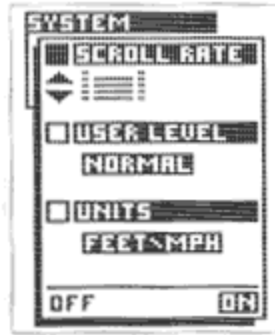 SYSTEM
SCROLL RATE
USER LEVEL
NORMAL
UNITS
FEET\MPH
OFF ON